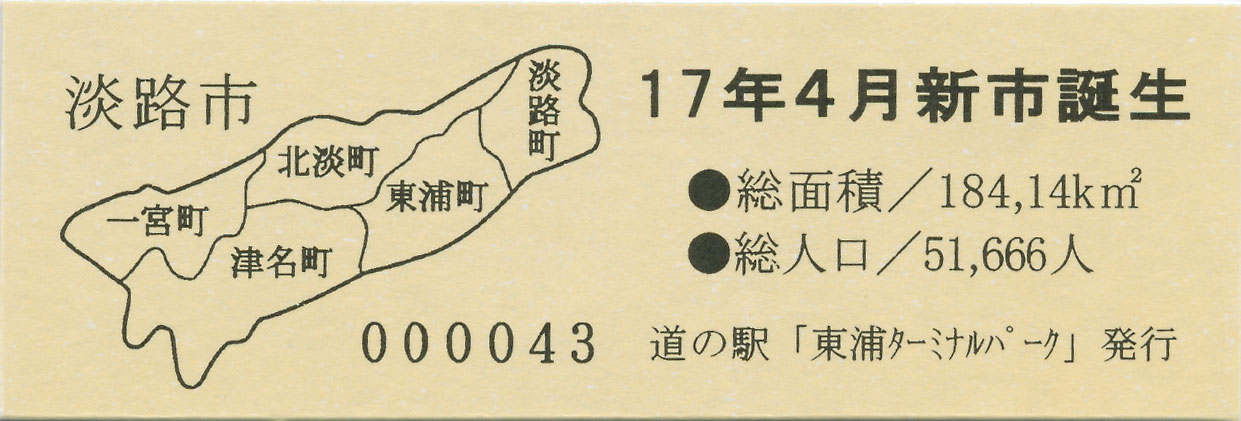 淡路市
淡路町
北淡町
東浦町
一宮町
津名町
000043
17年4月新市誕生
●総面積／184,14k㎡
●総人口／51,666人
道の駅「東浦ﾀｰﾐﾅﾙﾊﾟｰｸ」発行